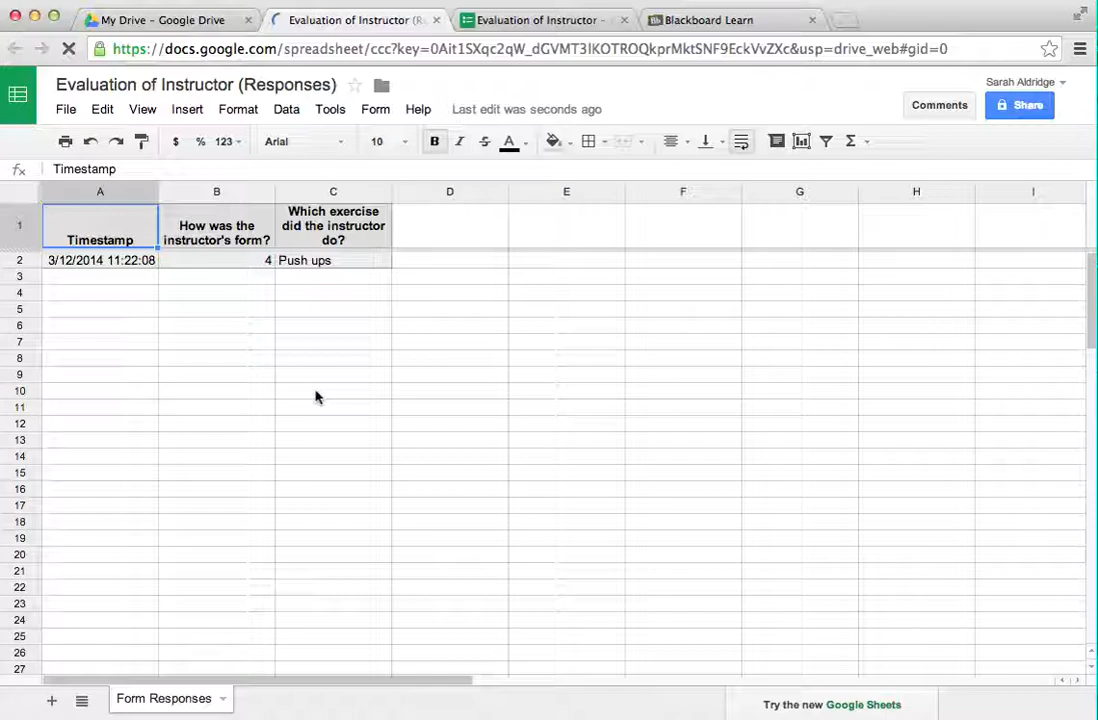 My Drive - Google Drive
Evaluation of Instructor (Re
Evaluation of Instructor -
Blackboard Learn
https://docs.google.com/spreadsheet/ccc?key=0Ait1SXqc2qW_dGVMT3lKOTROQkprMktSNF9EckVvZXc&usp=drive_web#gid=0
Evaluation of Instructor (Responses)
Sarah Aldridge
File Edit View Insert Format Data Tools Form Help Last edit was seconds ago
Comments
Share
$ % 123 Arial 10 B I S A Σ
fx Timestamp
A B C D E F G H I
1 Timestamp How was the instructor's form? Which exercise did the instructor do?
2 3/12/2014 11:22:08 4 Push ups
3
4
5
6
7
8
9
10
11
12
13
14
15
16
17
18
19
20
21
22
23
24
25
26
27
+ Form Responses
Try the new Google Sheets